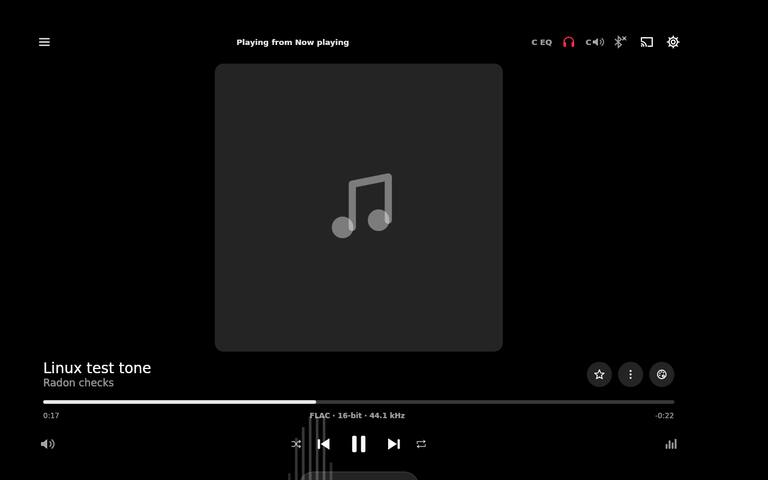 Playing from Now playing
C EQ
C
Linux test tone
Radon checks
0:17
FLAC · 16-bit · 44.1 kHz
-0:22